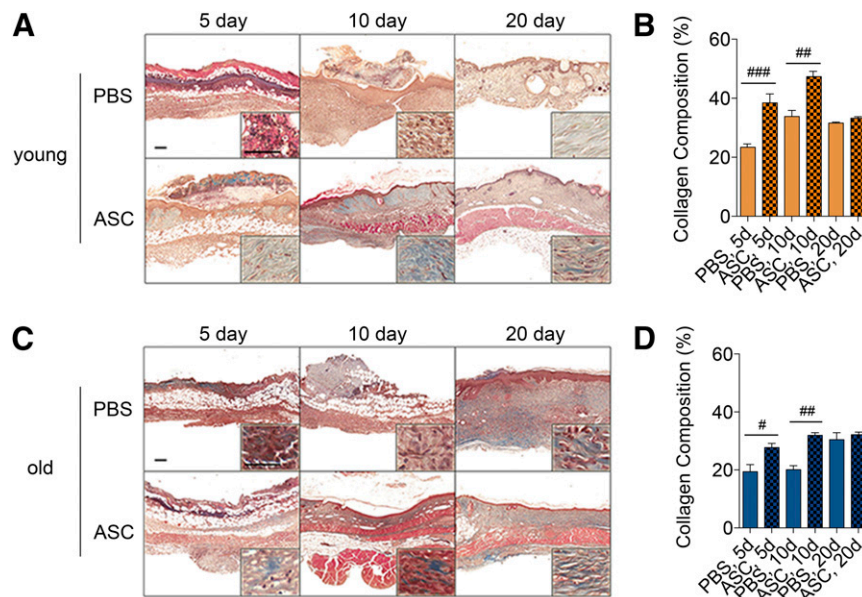 A
5 day
10 day
20 day
PBS
young
ASC
B
Collagen Composition (%)
60
40
20
0
###
##
PBS, 5d
ASC, 5d
PBS, 10d
ASC, 10d
PBS, 20d
ASC, 20d
C
5 day
10 day
20 day
PBS
old
ASC
D
Collagen Composition (%)
60
40
20
0
#
##
PBS, 5d
ASC, 5d
PBS, 10d
ASC, 10d
PBS, 20d
ASC, 20d